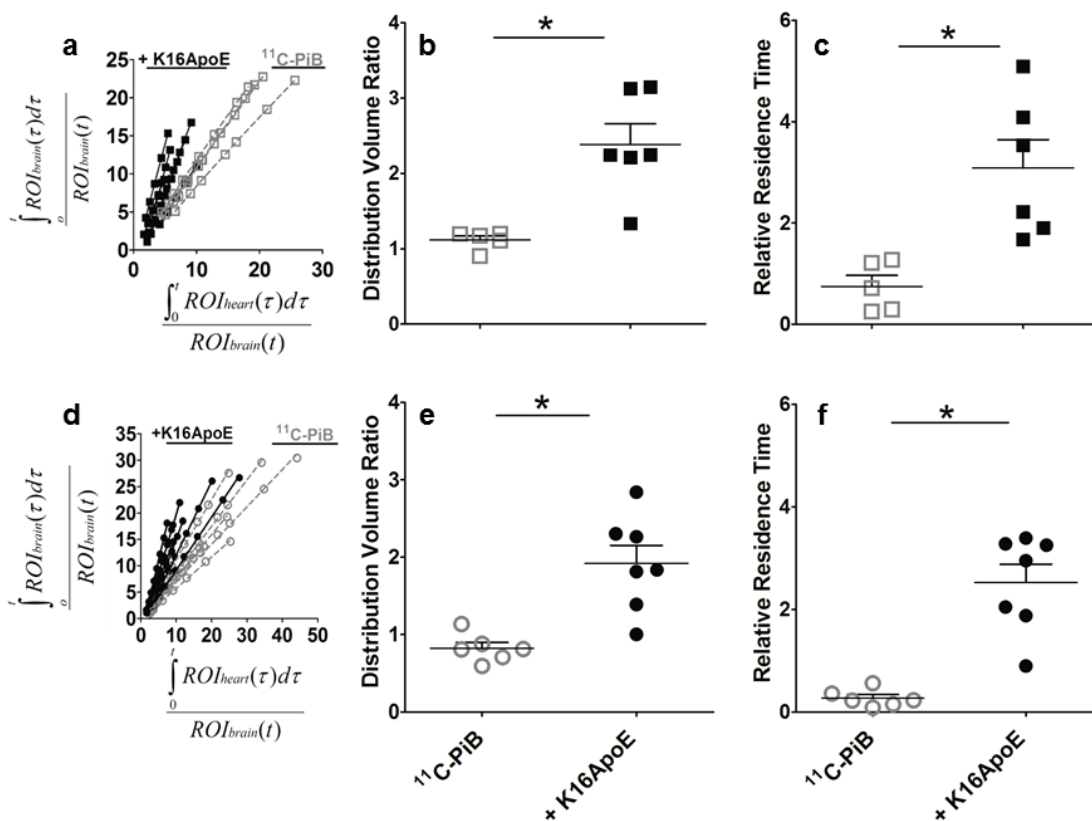 a
+ K16ApoE ¹¹C-PiB
25
20
15
10
5
0
0 10 20 30
∫ₒᵗ ROIbrain(τ)dτ
ROIbrain(t)
∫₀ᵗ ROIheart(τ)dτ
ROIbrain(t)
b
*
Distribution Volume Ratio
4
3
2
1
0
c
*
Relative Residence Time
6
4
2
0
d
+K16ApoE ¹¹C-PiB
35
30
25
20
15
10
5
0
0 10 20 30 40 50
∫ₒᵗ ROIbrain(τ)dτ
ROIbrain(t)
∫₀ᵗ ROIheart(τ)dτ
ROIbrain(t)
e
*
Distribution Volume Ratio
4
3
2
1
0
¹¹C-PiB
+ K16ApoE
f
*
Relative Residence Time
6
4
2
0
¹¹C-PiB
+ K16ApoE